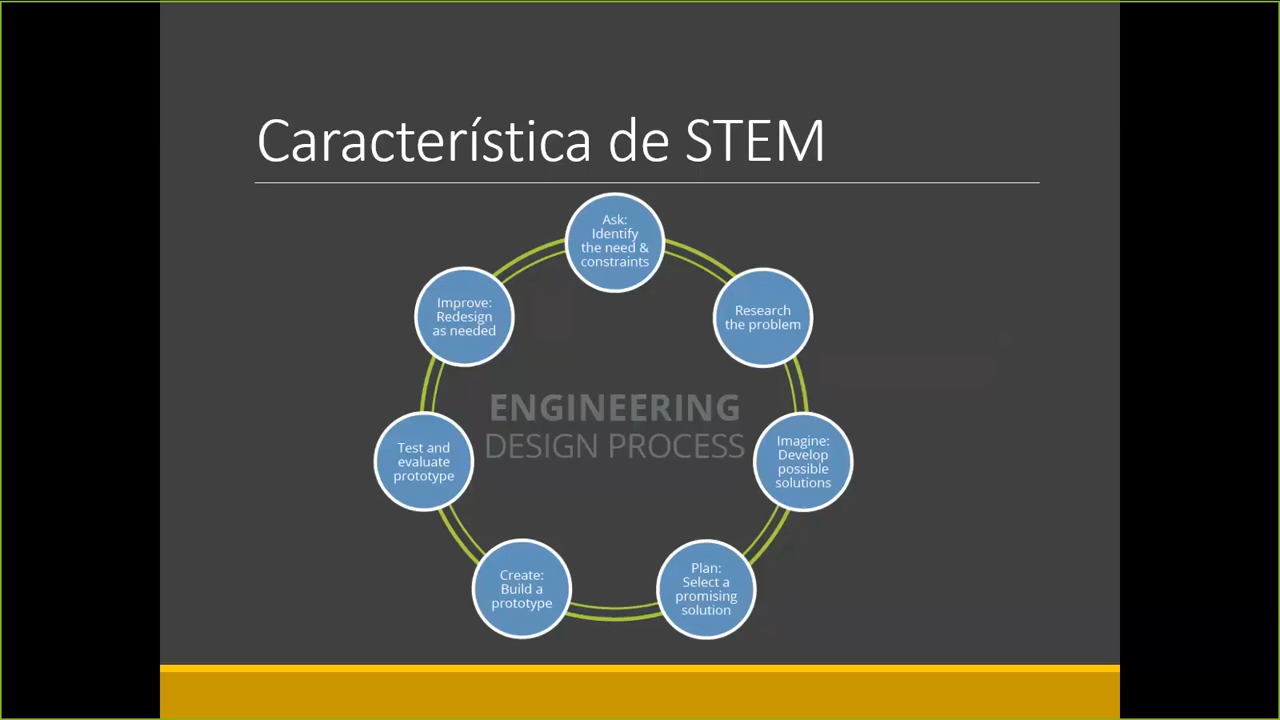 Característica de STEM
Ask:
Identify
the need &
constraints
Research
the problem
Imagine:
Develop
possible
solutions
Plan:
Select a
promising
solution
Create:
Build a
prototype
Test and
evaluate
prototype
Improve:
Redesign
as needed
ENGINEERING
DESIGN PROCESS